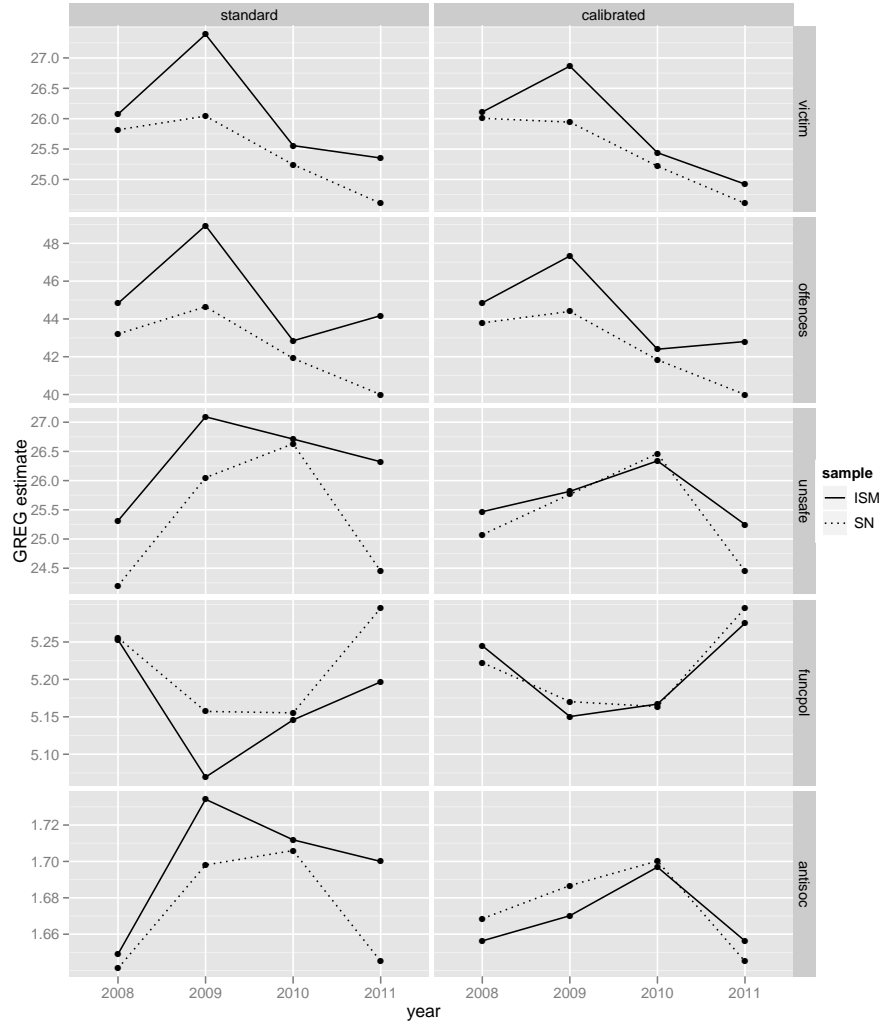 standard
calibrated
27.0
26.5
26.0
25.5
25.0
victim
48
46
44
42
40
offences
27.0
26.5
26.0
25.5
25.0
24.5
unsafe
5.25
5.20
5.15
5.10
funcpol
1.72
1.70
1.68
1.66
antisoc
GREG estimate
2008 2009 2010 2011
2008 2009 2010 2011
year
sample
ISM
SN